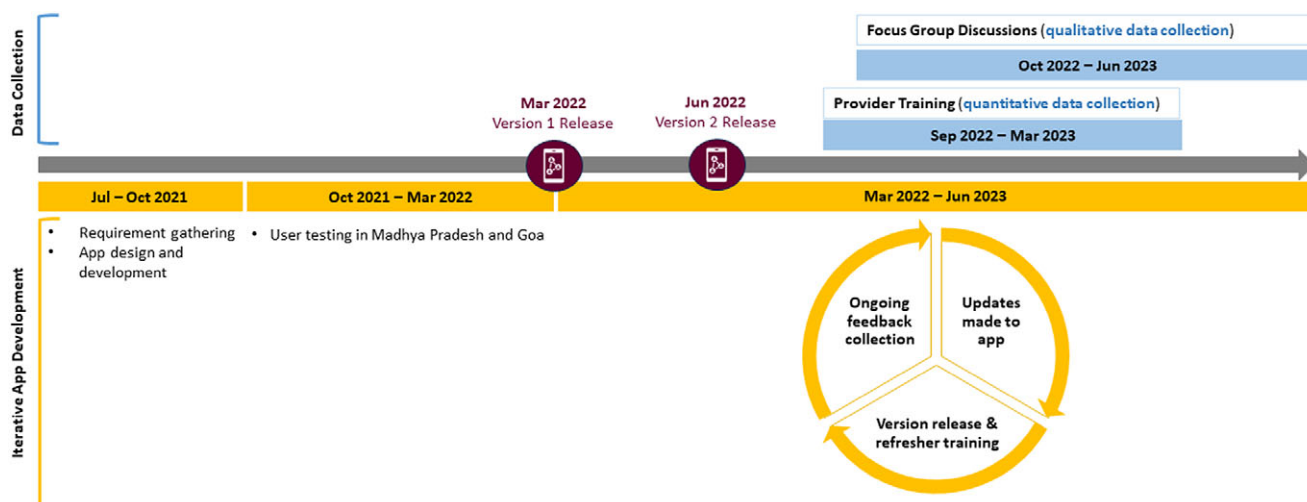 Data Collection
Focus Group Discussions (qualitative data collection)
Oct 2022 – Jun 2023
Provider Training (quantitative data collection)
Sep 2022 – Mar 2023
Mar 2022
Version 1 Release
Jun 2022
Version 2 Release
Jul – Oct 2021
Oct 2021 – Mar 2022
Mar 2022 – Jun 2023
Iterative App Development
• Requirement gathering
• App design and
development
• User testing in Madhya Pradesh and Goa
Ongoing
feedback
collection
Updates
made to
app
Version release &
refresher training